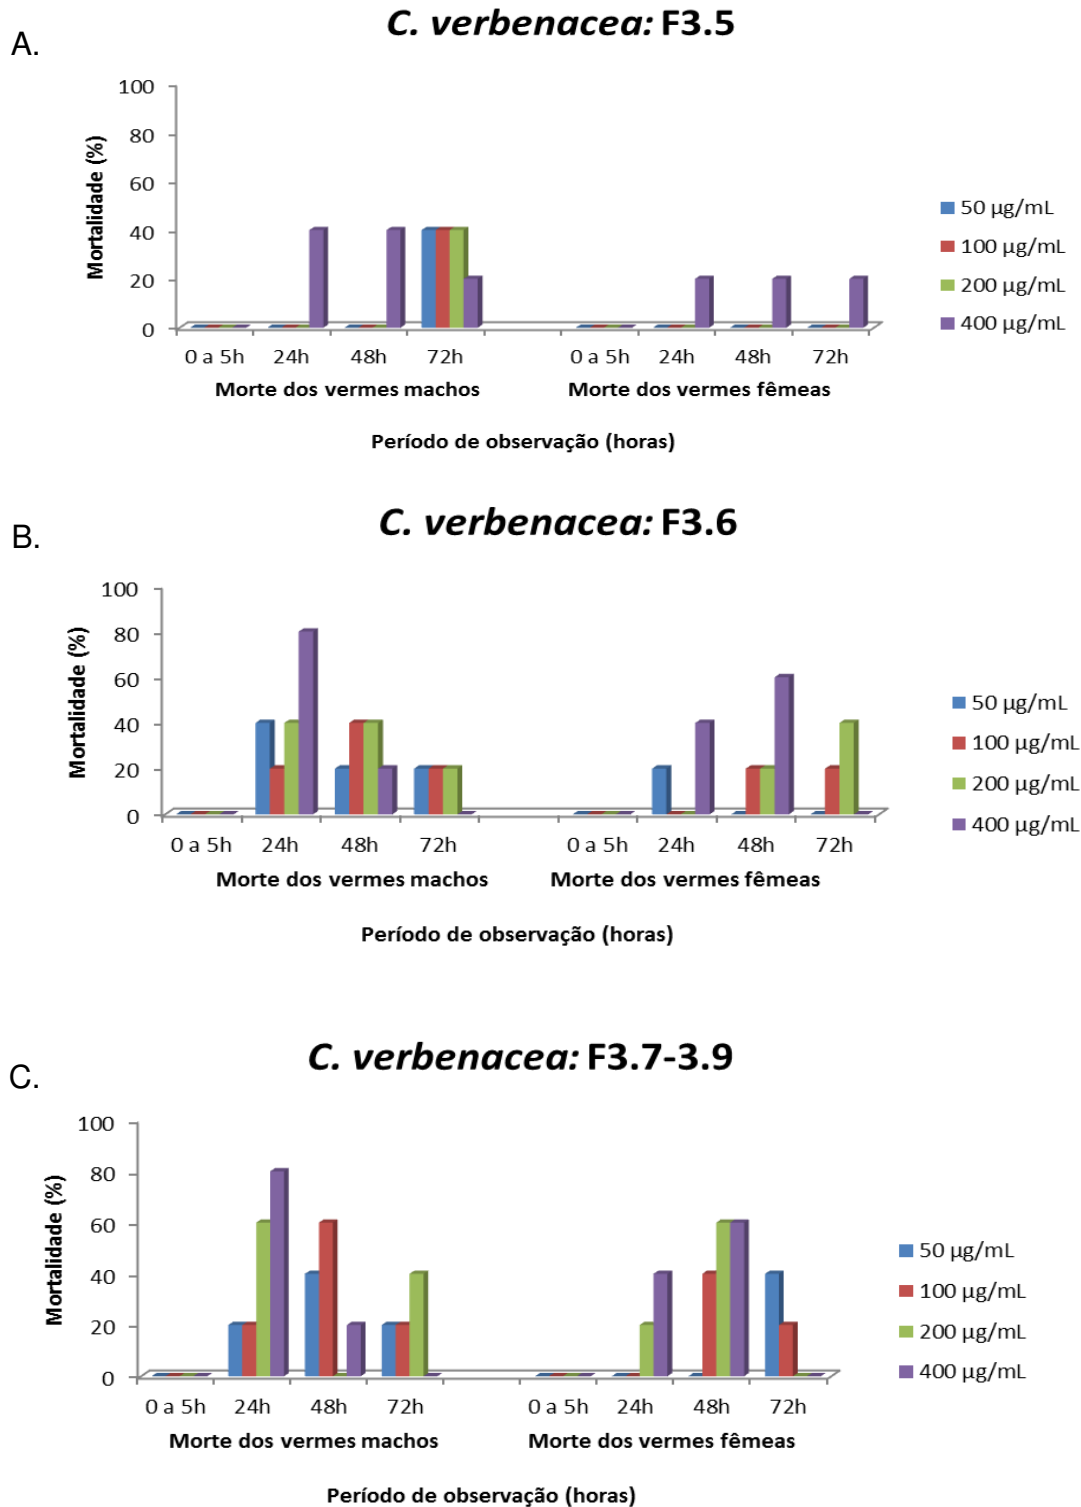 A.
C. verbenacea: F3.5
Mortalidade (%)
100
80
60
40
20
0
0 a 5h 24h 48h 72h 0 a 5h 24h 48h 72h
Morte dos vermes machos Morte dos vermes fêmeas
Período de observação (horas)
50 µg/mL
100 µg/mL
200 µg/mL
400 µg/mL
B.
C. verbenacea: F3.6
Mortalidade (%)
100
80
60
40
20
0
0 a 5h 24h 48h 72h 0 a 5h 24h 48h 72h
Morte dos vermes machos Morte dos vermes fêmeas
Período de observação (horas)
50 µg/mL
100 µg/mL
200 µg/mL
400 µg/mL
C.
C. verbenacea: F3.7-3.9
Mortalidade (%)
100
80
60
40
20
0
0 a 5h 24h 48h 72h 0 a 5h 24h 48h 72h
Morte dos vermes machos Morte dos vermes fêmeas
Período de observação (horas)
50 µg/mL
100 µg/mL
200 µg/mL
400 µg/mL